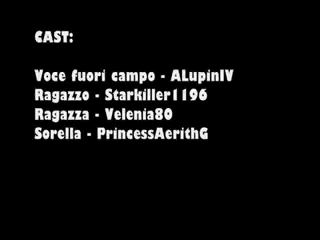 CAST:
Voce fuori campo - ALupinIV
Ragazzo - Starkiller1196
Ragazza - Velenia80
Sorella - PrincessAerithG